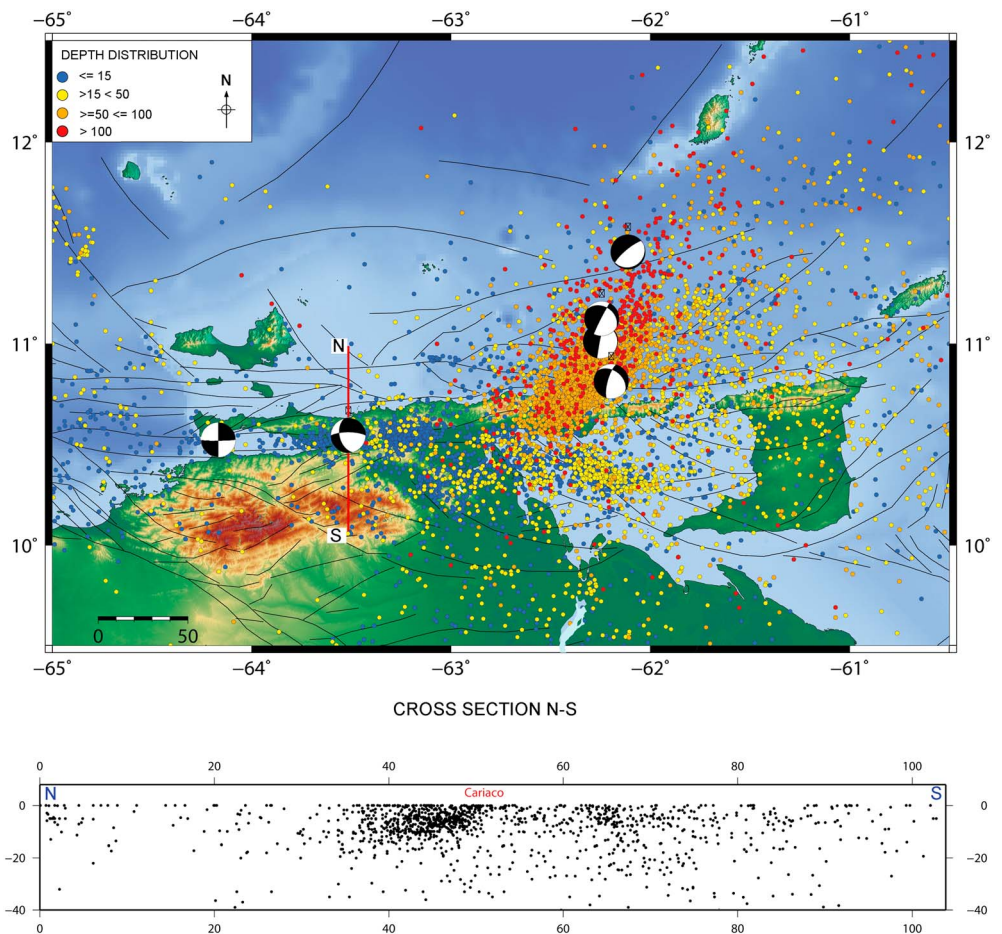 −65° −64° −63° −62° −61°
DEPTH DISTRIBUTION
<= 15
>15 < 50
>=50 <= 100
> 100
N
12° 12°
11° 11°
N
S
10° 10°
0 50
−65° −64° −63° −62° −61°
CROSS SECTION N-S
0 20 40 60 80 100
N Cariaco S
0 0
−20 −20
−40 −40
0 20 40 60 80 100